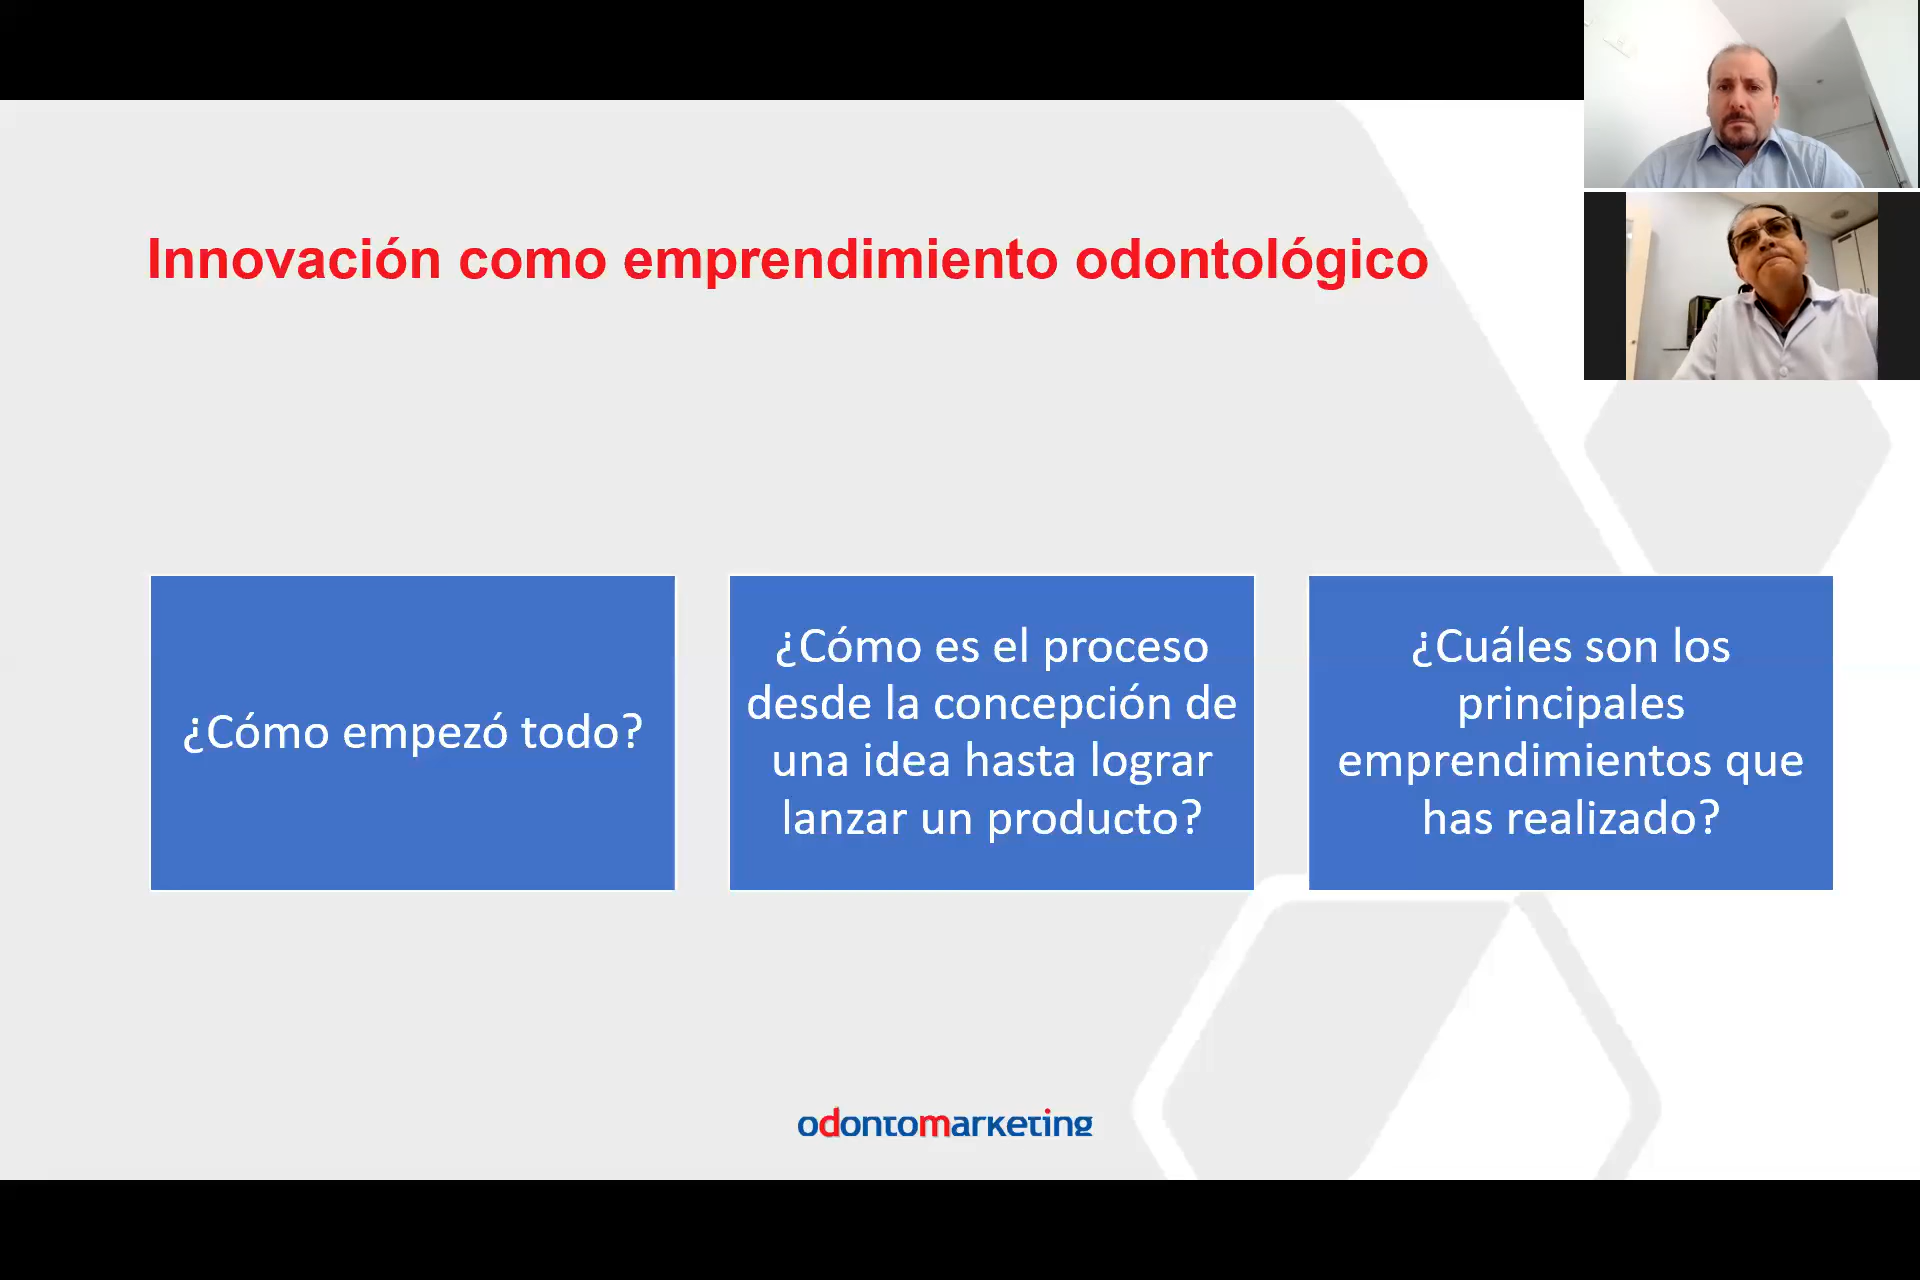 Innovación como emprendimiento odontológico
¿Cómo empezó todo?
¿Cómo es el proceso
desde la concepción de
una idea hasta lograr
lanzar un producto?
¿Cuáles son los
principales
emprendimientos que
has realizado?
odontomarketing